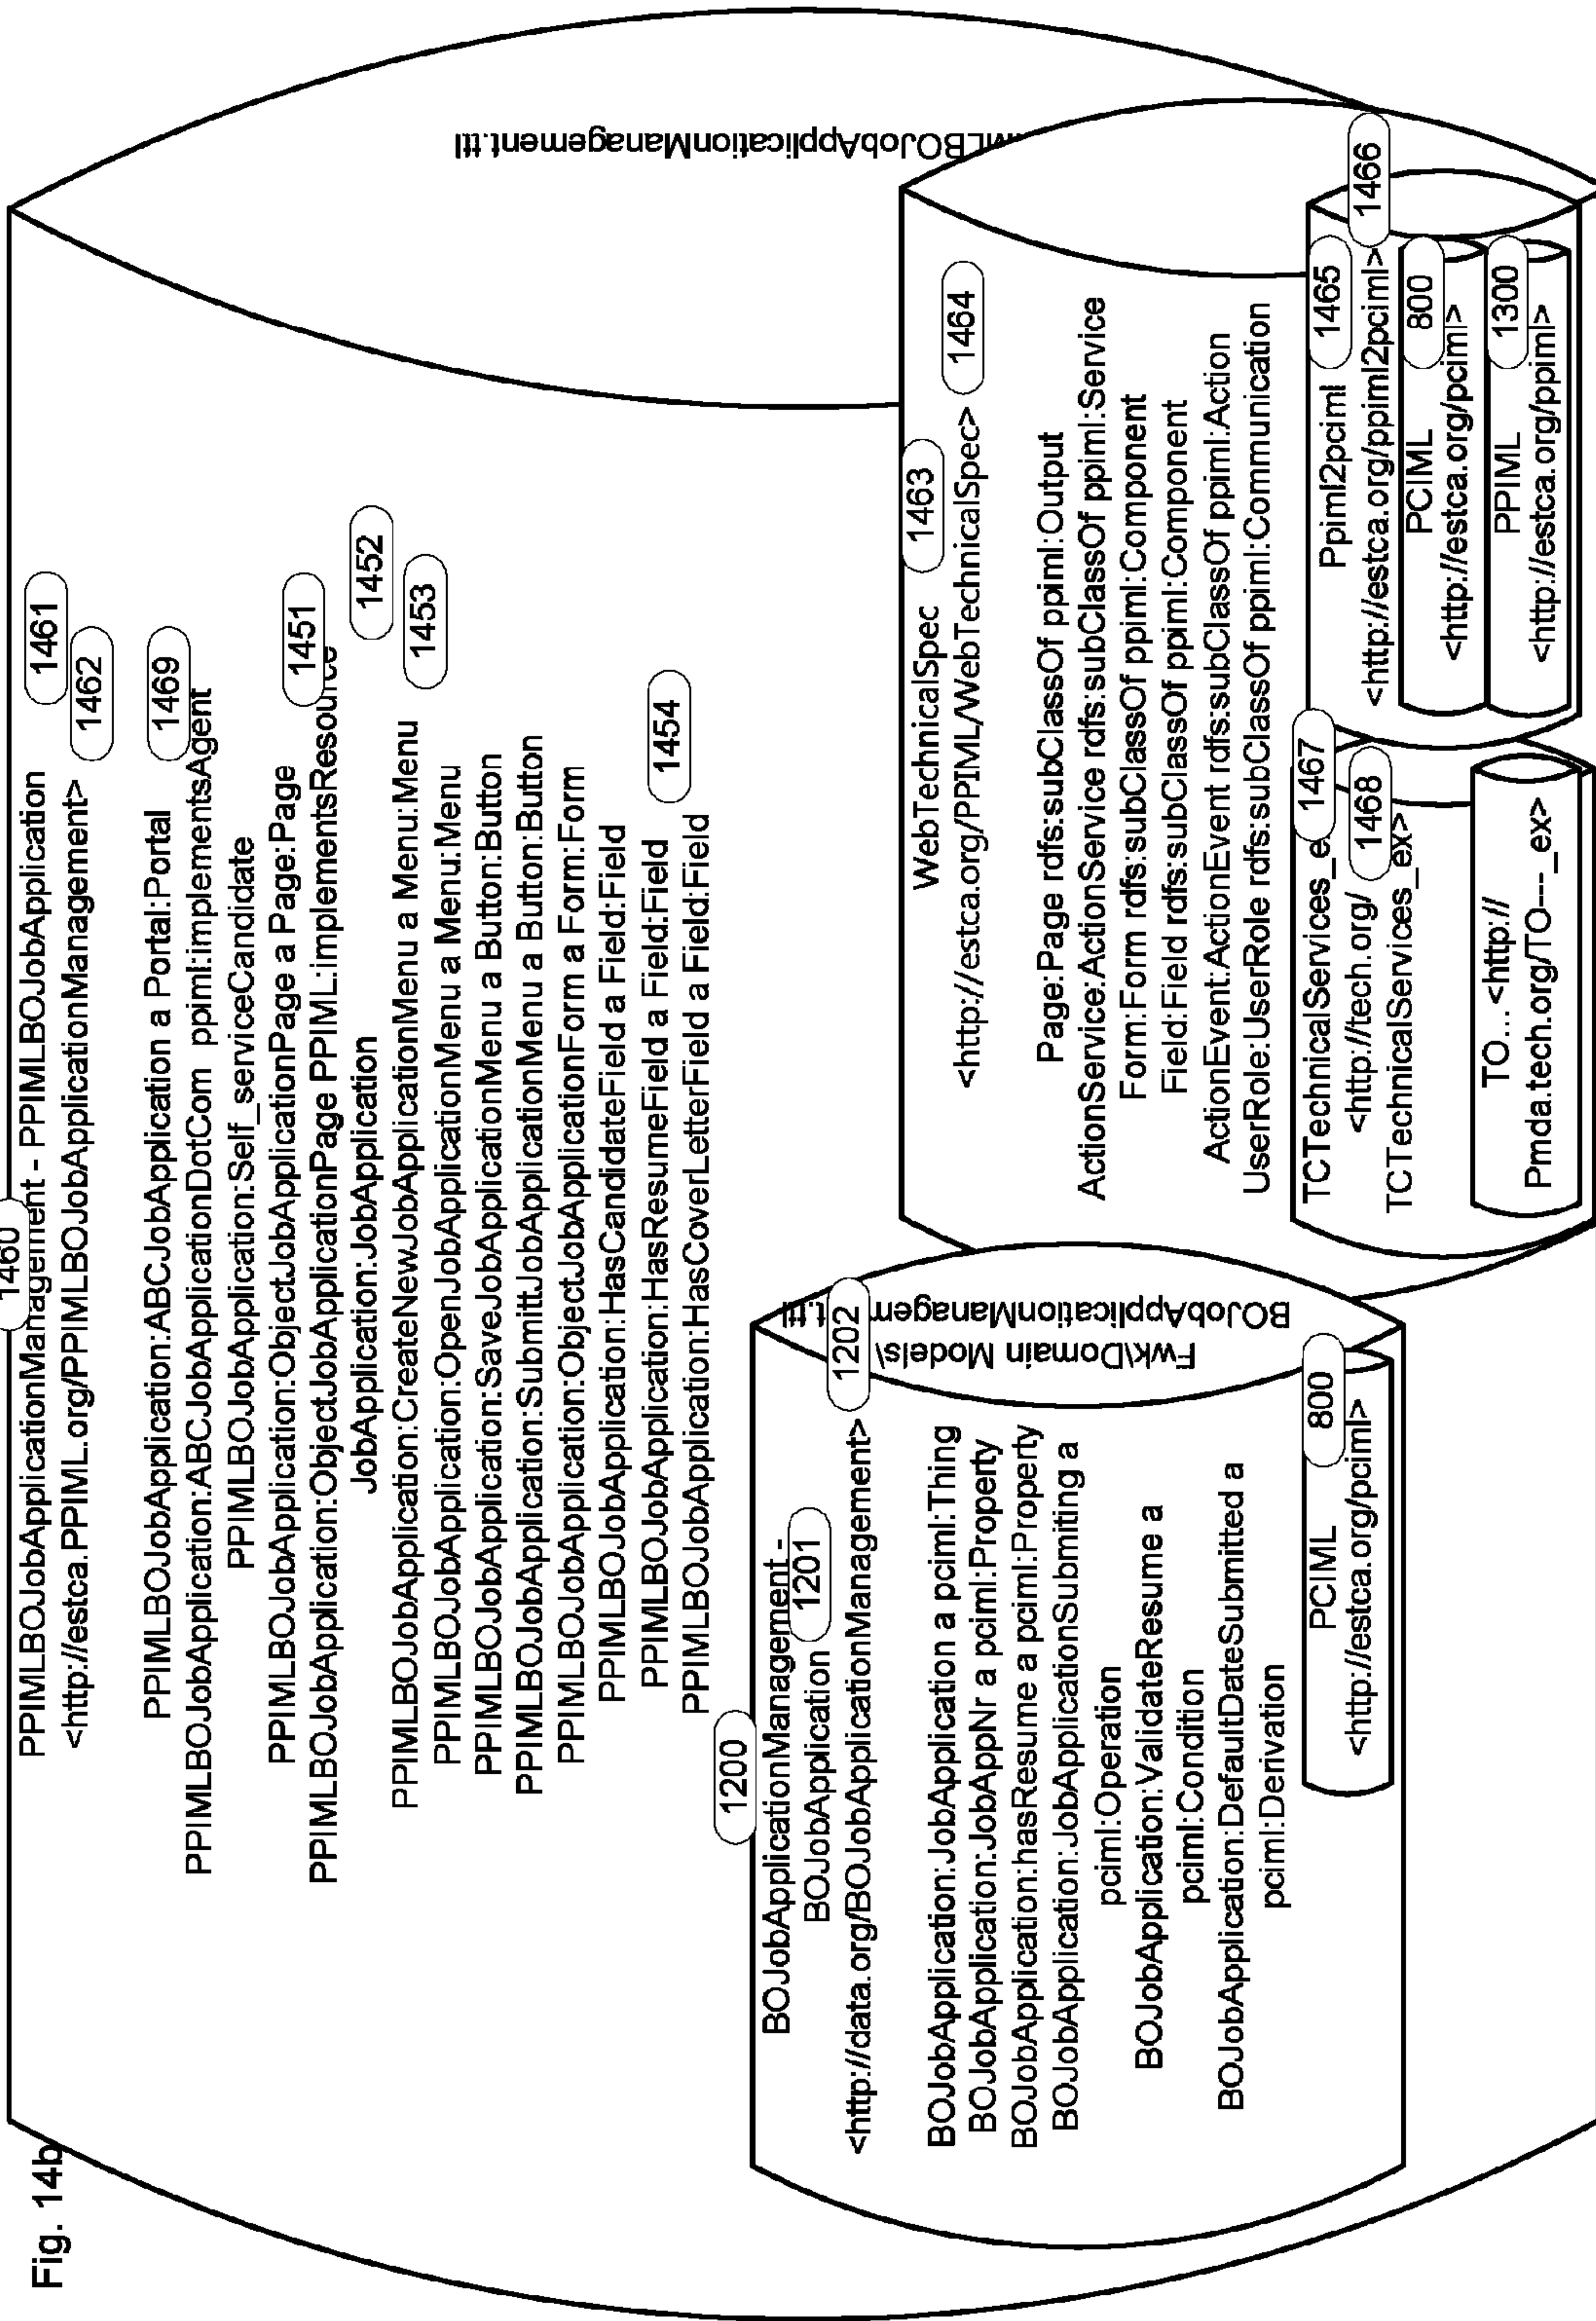 Fig. 14b
1460
PPIMLBOJobApplicationManagement - PPIMLBOJobApplication
1461
<http://estca.PPIML.org/PPIMLBOJobApplicationManagement>
1462
PPIMLBOJobApplication:ABCJobApplication a Portal:Portal
1469
PPIMLBOJobApplication:ABCJobApplicationDotCom ppiml:implementsAgent
PPIMLBOJobApplication:Self_serviceCandidate
PPIMLBOJobApplication:ObjectJobApplicationPage a Page:Page
1451
PPIMLBOJobApplication:ObjectJobApplicationPage PPIML:implementsResource
JobApplication:JobApplication
1452
PPIMLBOJobApplication:CreateNewJobApplicationMenu a Menu:Menu
1453
PPIMLBOJobApplication:OpenJobApplicationMenu a Menu:Menu
PPIMLBOJobApplication:SaveJobApplicationMenu a Button:Button
PPIMLBOJobApplication:SubmittJobApplicationMenu a Button:Button
PPIMLBOJobApplication:ObjectJobApplicationForm a Form:Form
PPIMLBOJobApplication:HasCandidateField a Field:Field
PPIMLBOJobApplication:HasResumeField a Field:Field
1454
PPIMLBOJobApplication:HasCoverLetterField a Field:Field
MLBOJobApplicationManagement.ttl
1200
BOJobApplicationManagement -
BOJobApplication
1201
<http://data.org/BOJobApplicationManagement>
1202
BOJobApplication:JobApplication a pciml:Thing
BOJobApplication:JobAppNr a pciml:Property
BOJobApplication:hasResume a pciml:Property
BOJobApplication:JobApplicationSubmiting a
pciml:Operation
BOJobApplication:ValidateResume a
pciml:Condition
BOJobApplication:DefaultDateSubmitted a
pciml:Derivation
Fwk\Domain Models\
BOJobApplicationManagem t.ttl
PCIML
800
<http://estca.org/pciml>
WebTechnicalSpec
1463
<http://estca.org/PPIML/WebTechnicalSpec>
1464
Page:Page rdfs:subClassOf ppiml:Output
ActionService:ActionService rdfs:subClassOf ppiml:Service
Form:Form rdfs:subClassOf ppiml:Component
Field:Field rdfs:subClassOf ppiml:Component
ActionEvent:ActionEvent rdfs:subClassOf ppiml:Action
UserRole:UserRole rdfs:subClassOf ppiml:Communication
TCTechnicalServices_e
1467
<http://tech.org/
1468
TCTechnicalServices_ex>
TO... <http://
Pmda.tech.org/TO---_ex>
Ppiml2pciml
1465
<http://estca.org/ppiml2pciml>
1466
PCIML
800
<http://estca.org/pciml>
PPIML
1300
<http://estca.org/ppiml>